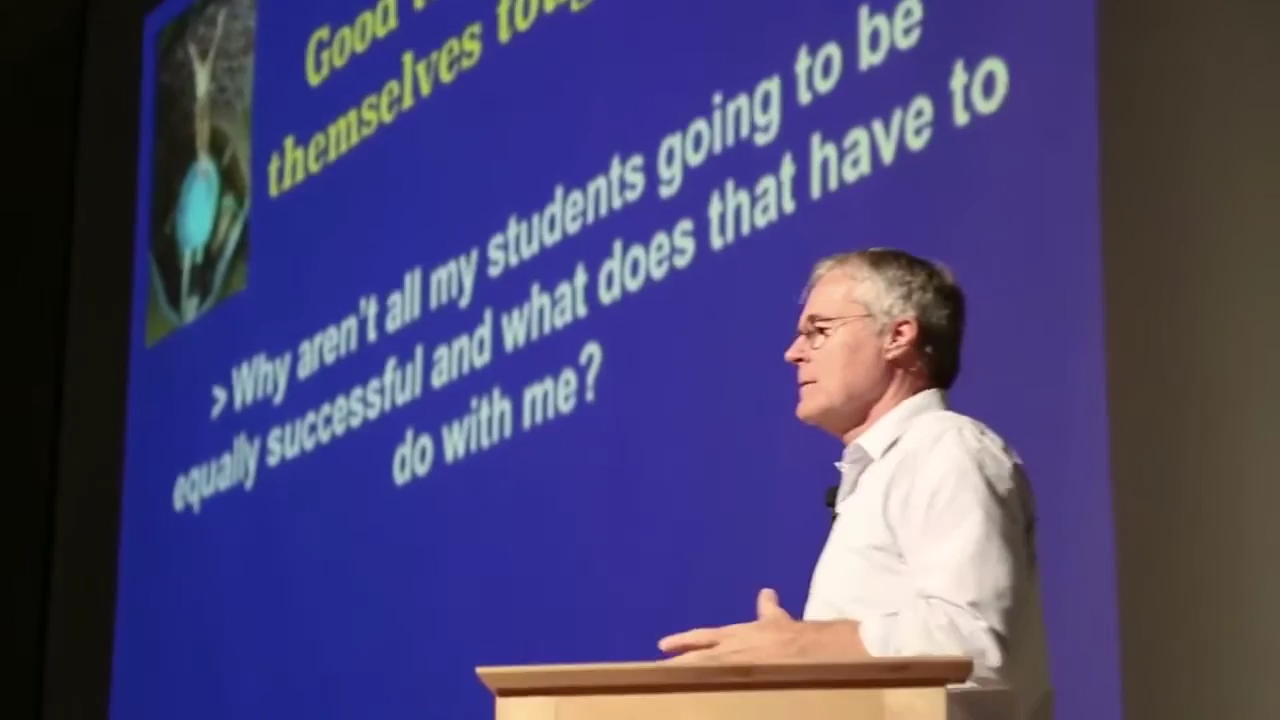 Good
themselves
> Why aren't all my students going to be
equally successful and what does that have to
do with me?